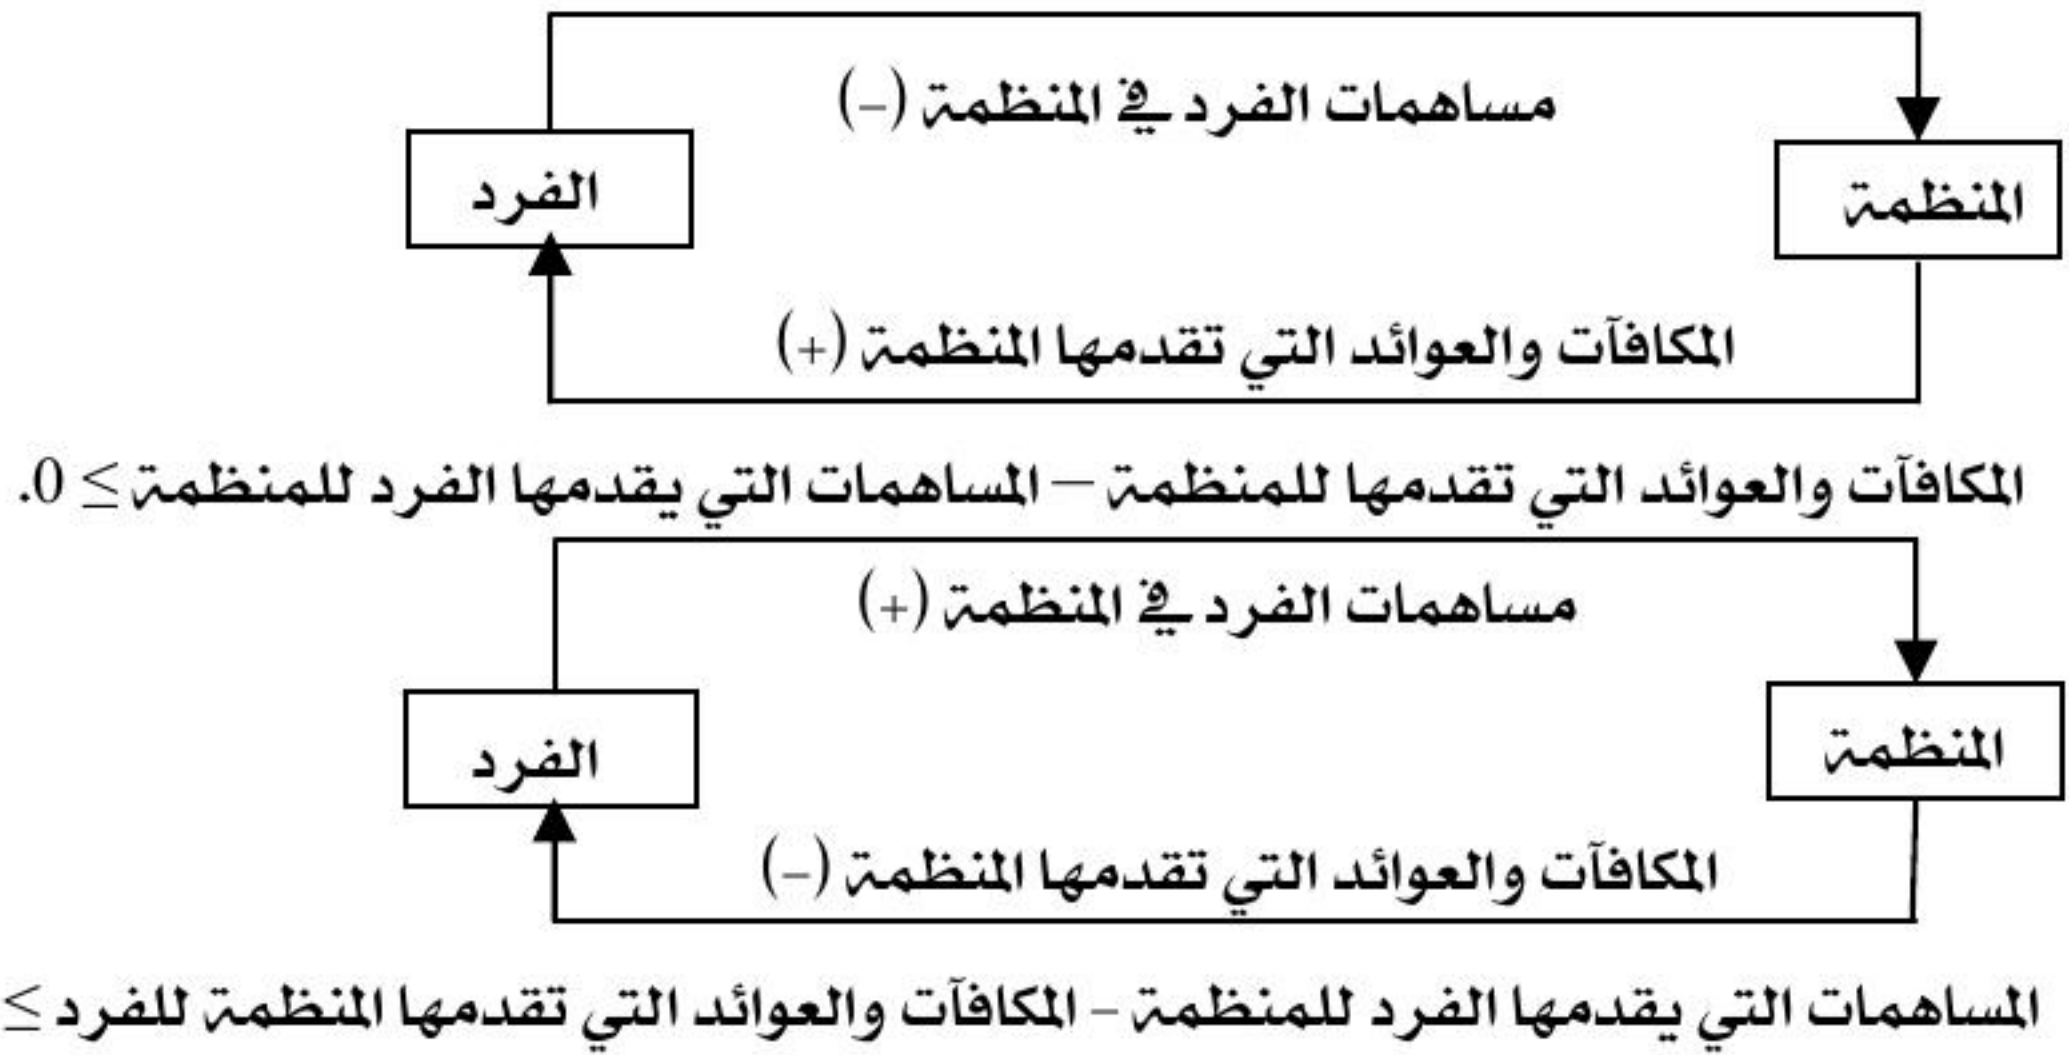 مساهمات الفرد في المنظمة (–)
المنظمة
الفرد
المكافآت والعوائد التي تقدمها المنظمة (+)
المكافآت والعوائد التي تقدمها للمنظمة – المساهمات التي يقدمها الفرد للمنظمة ≥ 0.
مساهمات الفرد في المنظمة (+)
المنظمة
الفرد
المكافآت والعوائد التي تقدمها المنظمة (–)
المساهمات التي يقدمها الفرد للمنظمة – المكافآت والعوائد التي تقدمها المنظمة للفرد ≥